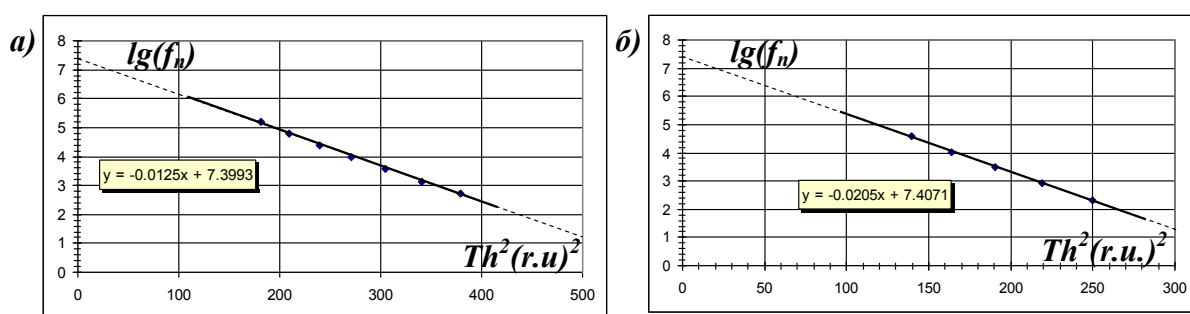 а)
8
7
6
5
4
3
2
1
0
lg(fn)
y = -0.0125x + 7.3993
Th2(r.u)2
0 100 200 300 400 500
б)
8
7
6
5
4
3
2
1
0
lg(fn)
y = -0.0205x + 7.4071
Th2(r.u.)2
0 50 100 150 200 250 300